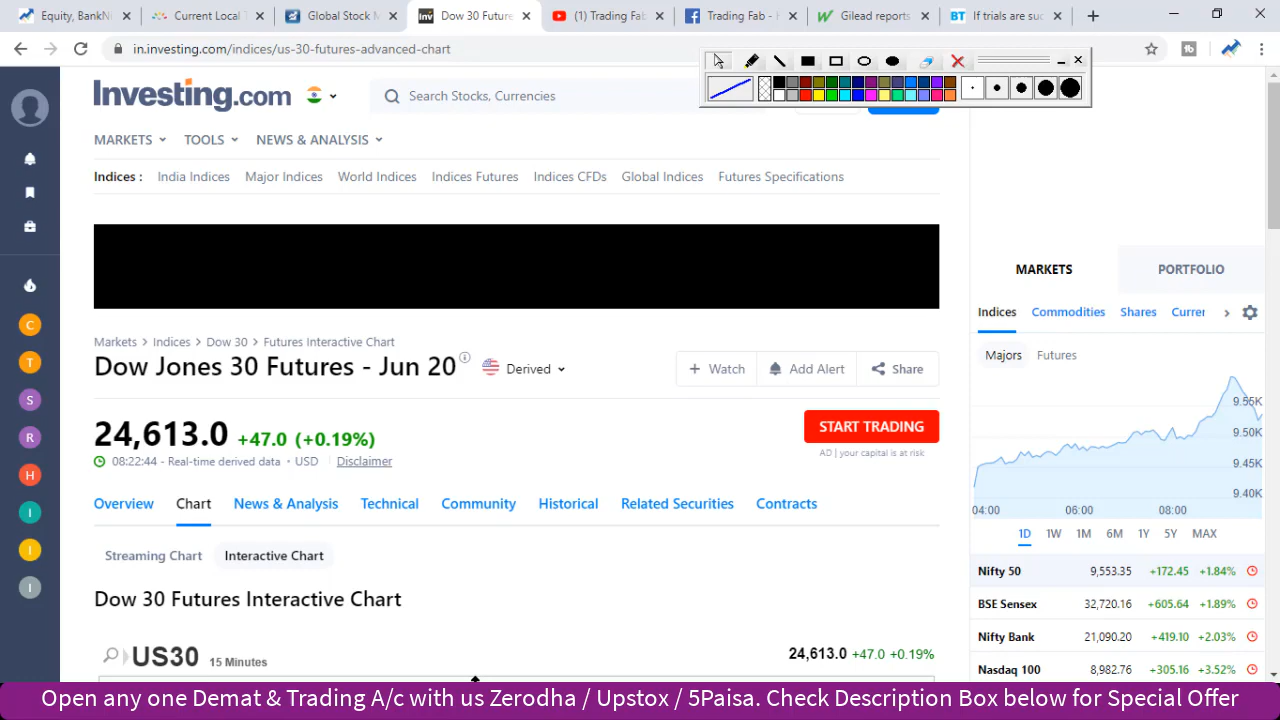 Equity, BankNi
Current Local T
Global Stock M
Dow 30 Future
(1) Trading Fab
Trading Fab - H
Gilead reports
If trials are suc
in.investing.com/indices/us-30-futures-advanced-chart
Investing.com
Search Stocks, Currencies
MARKETS
TOOLS
NEWS & ANALYSIS
Indices :
India Indices
Major Indices
World Indices
Indices Futures
Indices CFDs
Global Indices
Futures Specifications
MARKETS
PORTFOLIO
Indices
Commodities
Shares
Curren
Majors
Futures
Markets > Indices > Dow 30 > Futures Interactive Chart
Dow Jones 30 Futures - Jun 20
Derived
+ Watch
Add Alert
Share
24,613.0 +47.0 (+0.19%)
START TRADING
08:22:44 - Real-time derived data • USD
Disclaimer
AD | your capital is at risk
Overview
Chart
News & Analysis
Technical
Community
Historical
Related Securities
Contracts
Streaming Chart
Interactive Chart
Dow 30 Futures Interactive Chart
US30 15 Minutes
24,613.0 +47.0 +0.19%
9.55K
9.50K
9.45K
9.40K
04:00
06:00
08:00
1D
1W
1M
6M
1Y
5Y
MAX
Nifty 50 9,553.35 +172.45 +1.84%
BSE Sensex 32,720.16 +605.64 +1.89%
Nifty Bank 21,090.20 +419.10 +2.03%
Nasdaq 100 8,982.76 +305.16 +3.52%
Open any one Demat & Trading A/c with us Zerodha / Upstox / 5Paisa. Check Description Box below for Special Offer